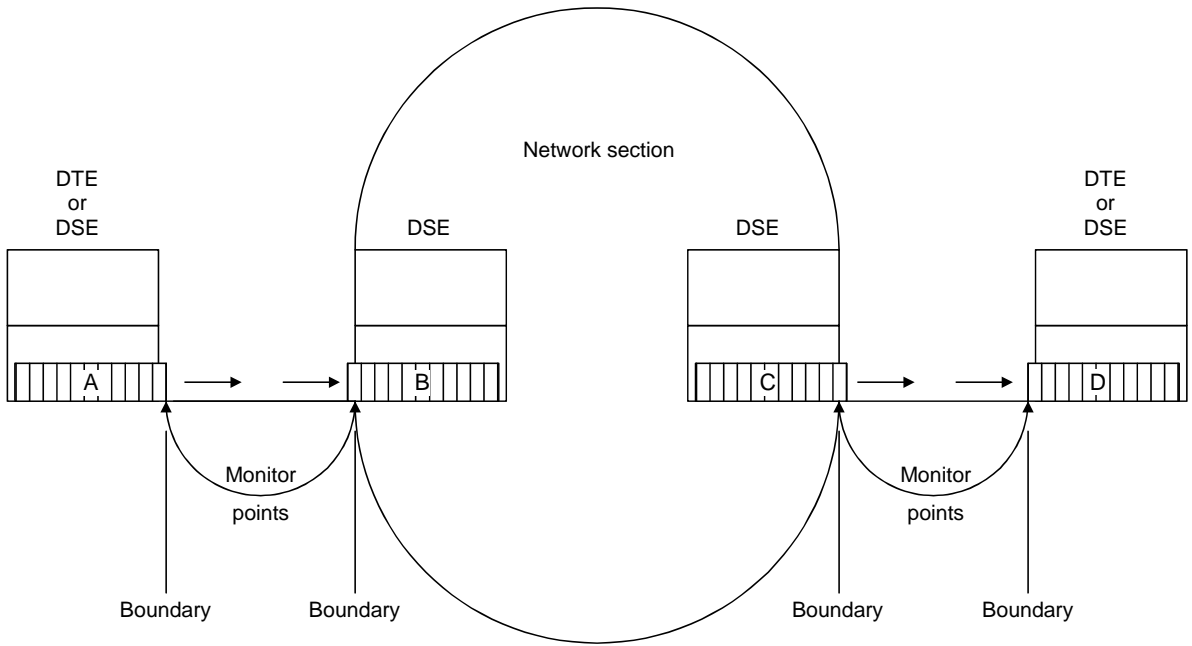 Network section
DTE
or
DSE
DSE
DSE
DTE
or
DSE
A
B
C
D
Monitor
points
Monitor
points
Boundary
Boundary
Boundary
Boundary